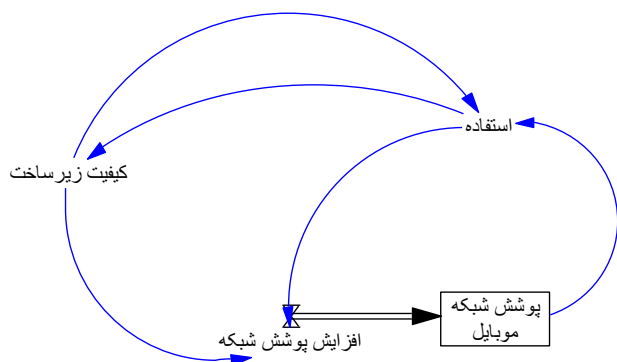 استفاده
کیفیت زیرساخت
پوشش شبکه
موبایل
افزایش پوشش شبکه